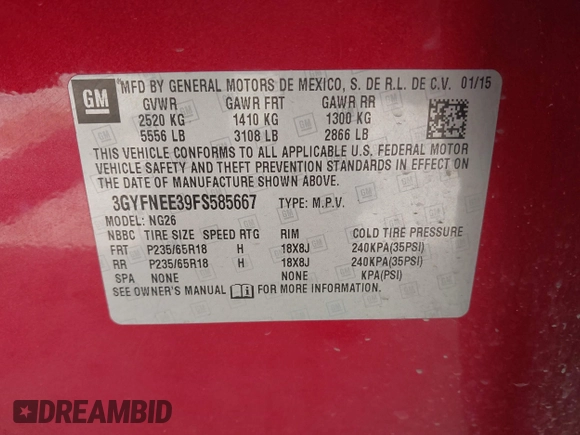 GM
MFD BY GENERAL MOTORS DE MEXICO, S. DE R.L. DE C.V. 01/15
GVWR GAWR FRT GAWR RR
2520 KG 1410 KG 1300 KG
5556 LB 3108 LB 2866 LB
THIS VEHICLE CONFORMS TO ALL APPLICABLE U.S. FEDERAL MOTOR
VEHICLE SAFETY AND THEFT PREVENTION STANDARDS IN EFFECT ON
THE DATE OF MANUFACTURE SHOWN ABOVE.
3GYFNEE39FS585667 TYPE: M.P.V.
MODEL: NG26
NBBC TIRE SIZE SPEED RTG RIM COLD TIRE PRESSURE
FRT P235/65R18 H 18X8J 240KPA(35PSI)
RR P235/65R18 H 18X8J 240KPA(35PSI)
SPA NONE NONE KPA(PSI)
SEE OWNER'S MANUAL FOR MORE INFORMATION.
DREAMBID